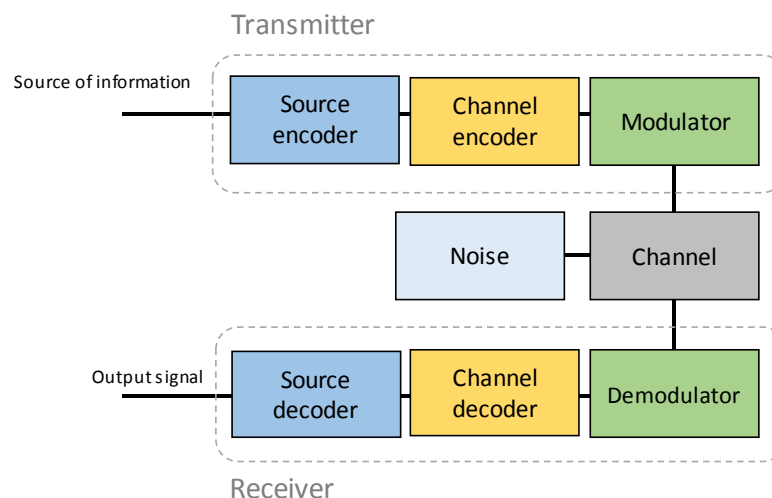 Transmitter
Source of information
Source
encoder
Channel
encoder
Modulator
Noise
Channel
Output signal
Source
decoder
Channel
decoder
Demodulator
Receiver